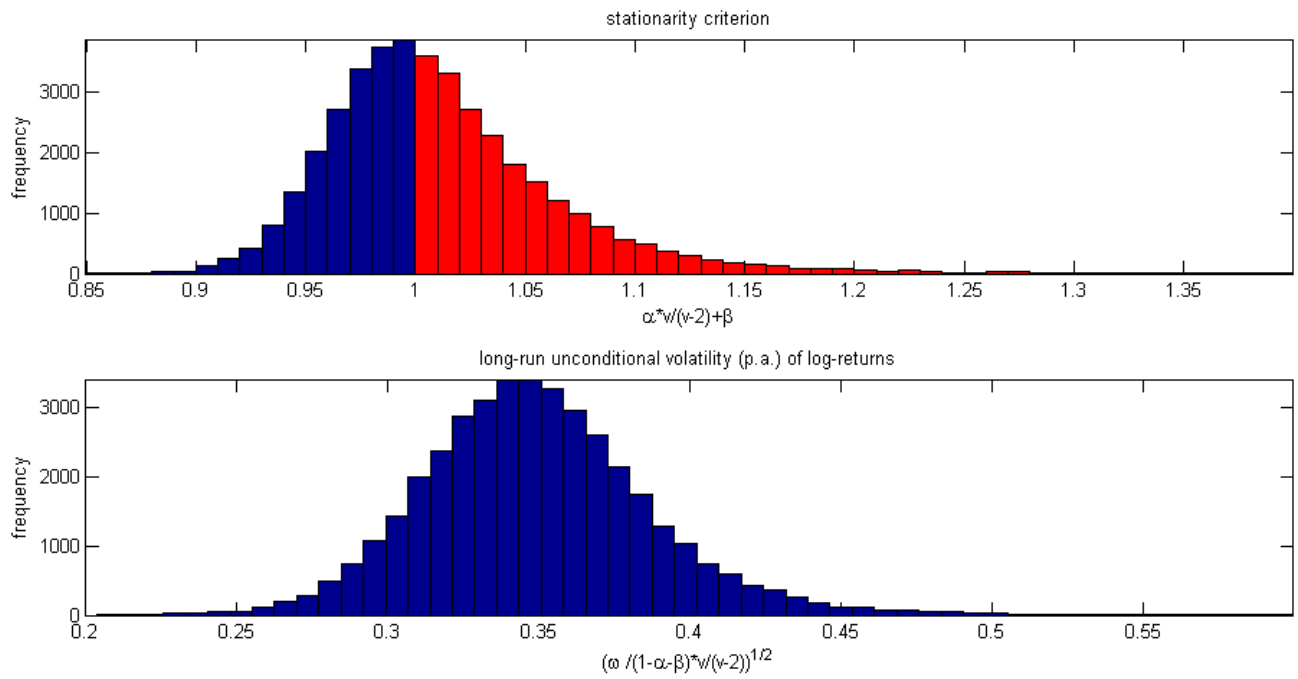 stationarity criterion
frequency
3000
2000
1000
0
0.85 0.9 0.95 1 1.05 1.1 1.15 1.2 1.25 1.3 1.35
α*v/(v-2)+β
long-run unconditional volatility (p.a.) of log-returns
frequency
3000
2000
1000
0
0.2 0.25 0.3 0.35 0.4 0.45 0.5 0.55
(ω /(1-α-β)*v/(v-2))^1/2